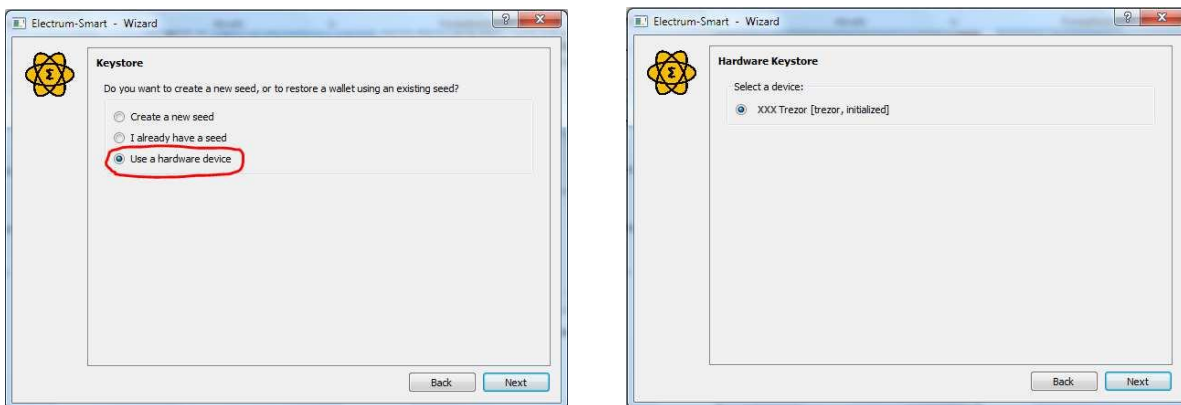 Electrum-Smart - Wizard
Keystore
Do you want to create a new seed, or to restore a wallet using an existing seed?
Create a new seed
I already have a seed
Use a hardware device
Back
Next
Electrum-Smart - Wizard
Hardware Keystore
Select a device:
XXX Trezor [trezor, initialized]
Back
Next